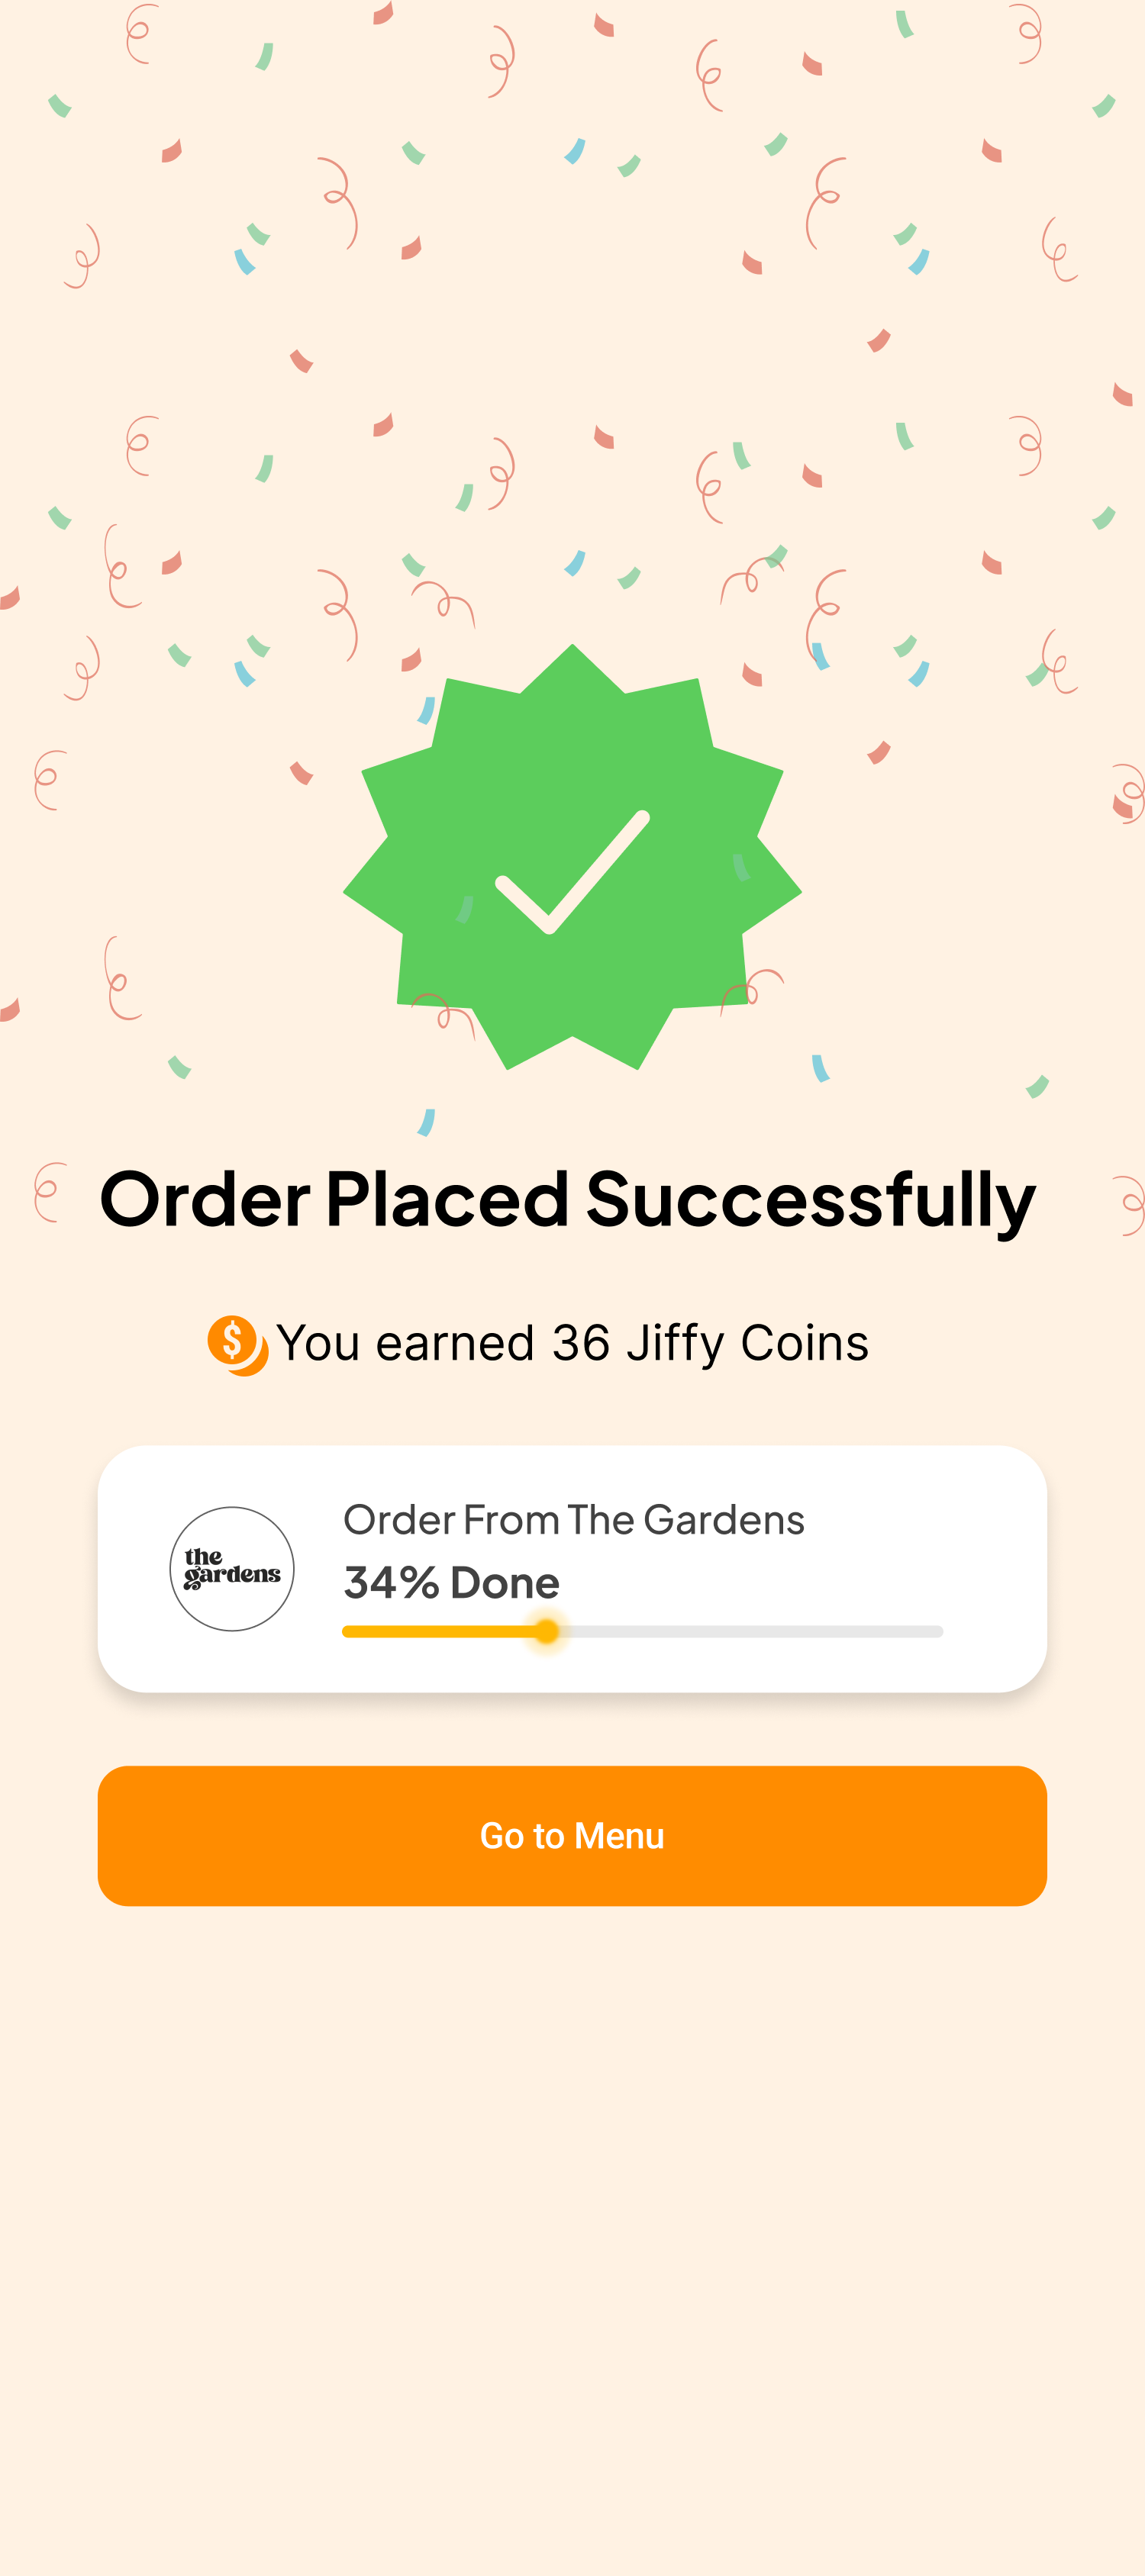 Order Placed Successfully
$
You earned 36 Jiffy Coins
Order From The Gardens
the
gardens
34% Done
Go to Menu